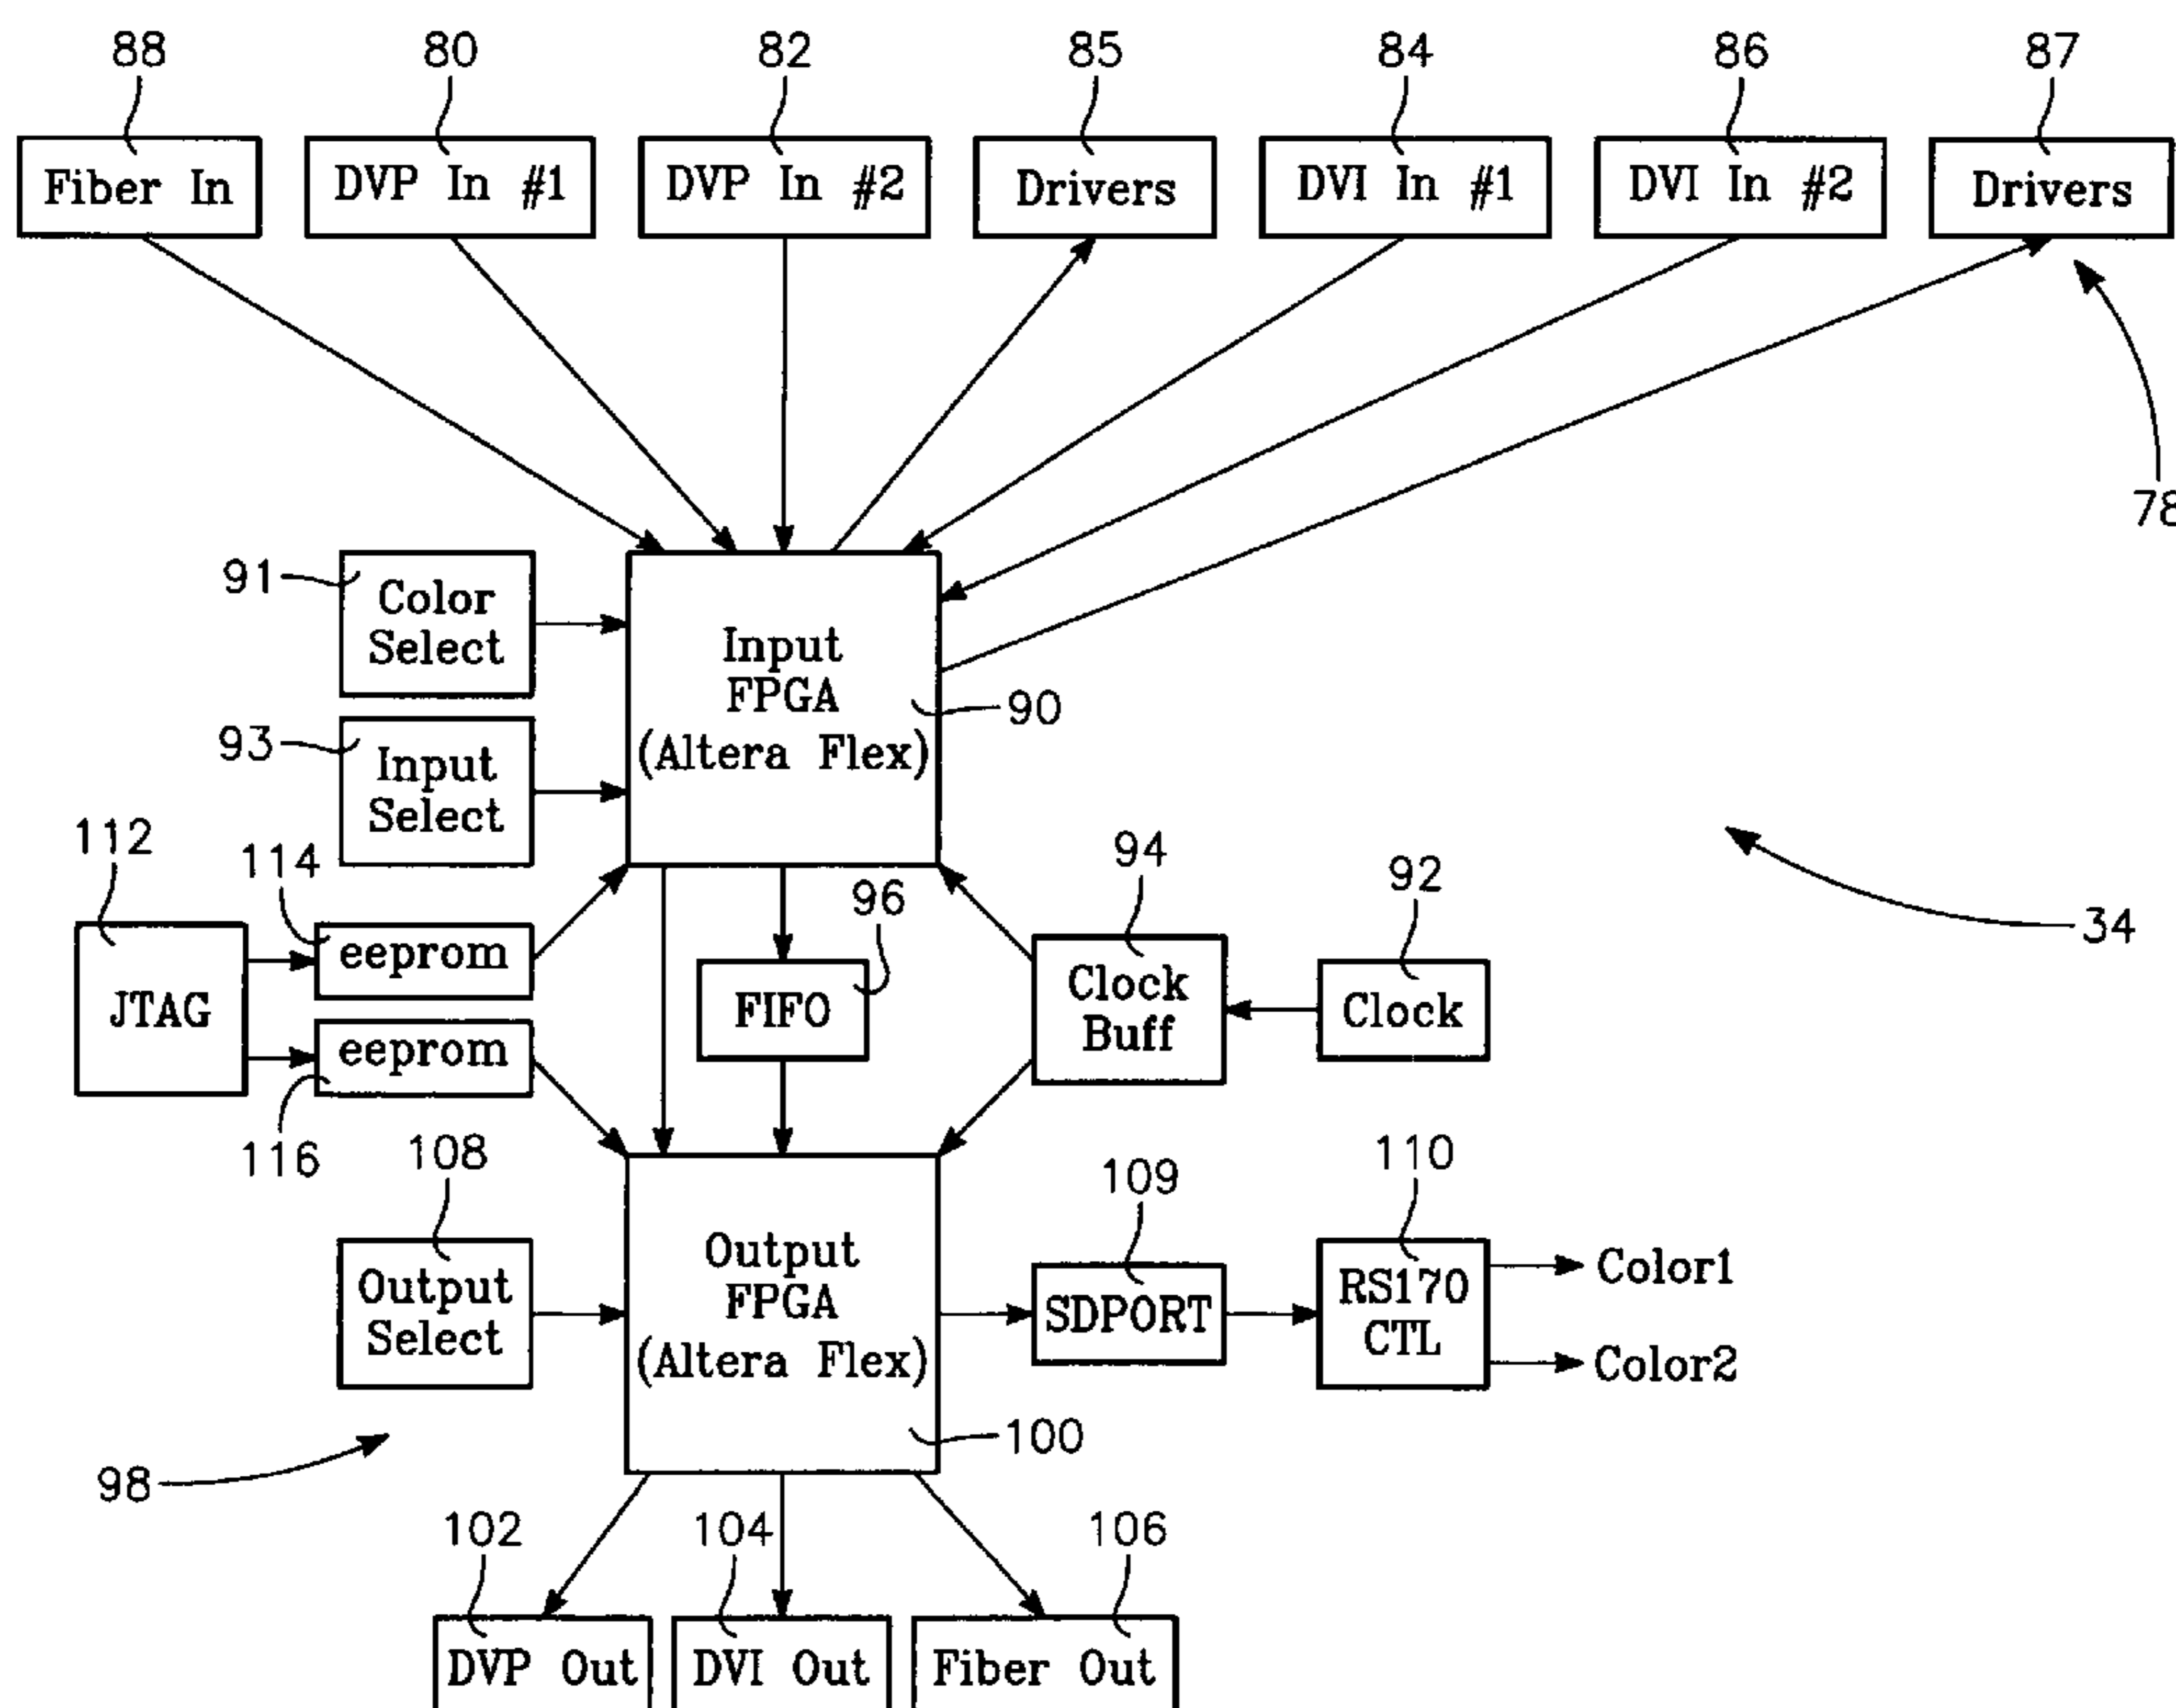 88
80
82
85
84
86
87
Fiber In
DVP In #1
DVP In #2
Drivers
DVI In #1
DVI In #2
Drivers
78
91
Color
Select
Input
FPGA
(Altera Flex)
90
93
Input
Select
112
114
94
92
96
34
eeprom
JTAG
FIFO
Clock
Buff
Clock
eeprom
116
108
109
110
Output
Select
Output
FPGA
(Altera Flex)
SDPORT
RS170
CTL
Color1
Color2
100
98
102
104
106
DVP Out
DVI Out
Fiber Out